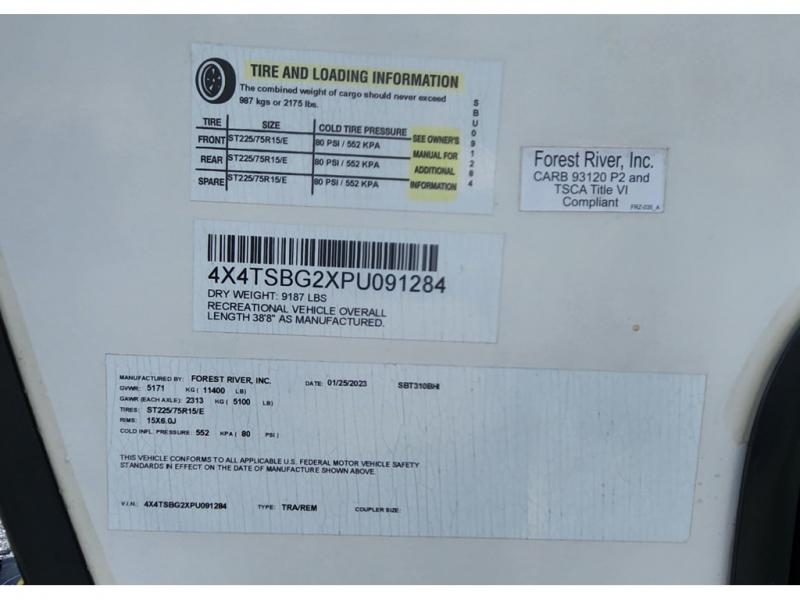 TIRE AND LOADING INFORMATION
The combined weight of cargo should never exceed
987 kgs or 2175 lbs.
TIRE SIZE COLD TIRE PRESSURE
FRONT ST225/75R15/E 80 PSI / 552 KPA
REAR ST225/75R15/E 80 PSI / 552 KPA
SPARE ST225/75R15/E 80 PSI / 552 KPA
SEE OWNER'S
MANUAL FOR
ADDITIONAL
INFORMATION
SBU091284
Forest River, Inc.
CARB 93120 P2 and
TSCA Title VI
Compliant
FRZ-035_A
4X4TSBG2XPU091284
DRY WEIGHT: 9187 LBS
RECREATIONAL VEHICLE OVERALL
LENGTH 38'8" AS MANUFACTURED.
MANUFACTURED BY: FOREST RIVER, INC. DATE: 01/25/2023 SBT310BHI
GVWR: 5171 KG ( 11400 LB)
GAWR (EACH AXLE): 2313 KG ( 5100 LB)
TIRES: ST225/75R15/E
RIMS: 15X6.0J
COLD INFL. PRESSURE: 552 KPA ( 80 PSI)
THIS VEHICLE CONFORMS TO ALL APPLICABLE U.S. FEDERAL MOTOR VEHICLE SAFETY
STANDARDS IN EFFECT ON THE DATE OF MANUFACTURE SHOWN ABOVE.
V.I.N.: 4X4TSBG2XPU091284 TYPE: TRA/REM COUPLER SIZE: